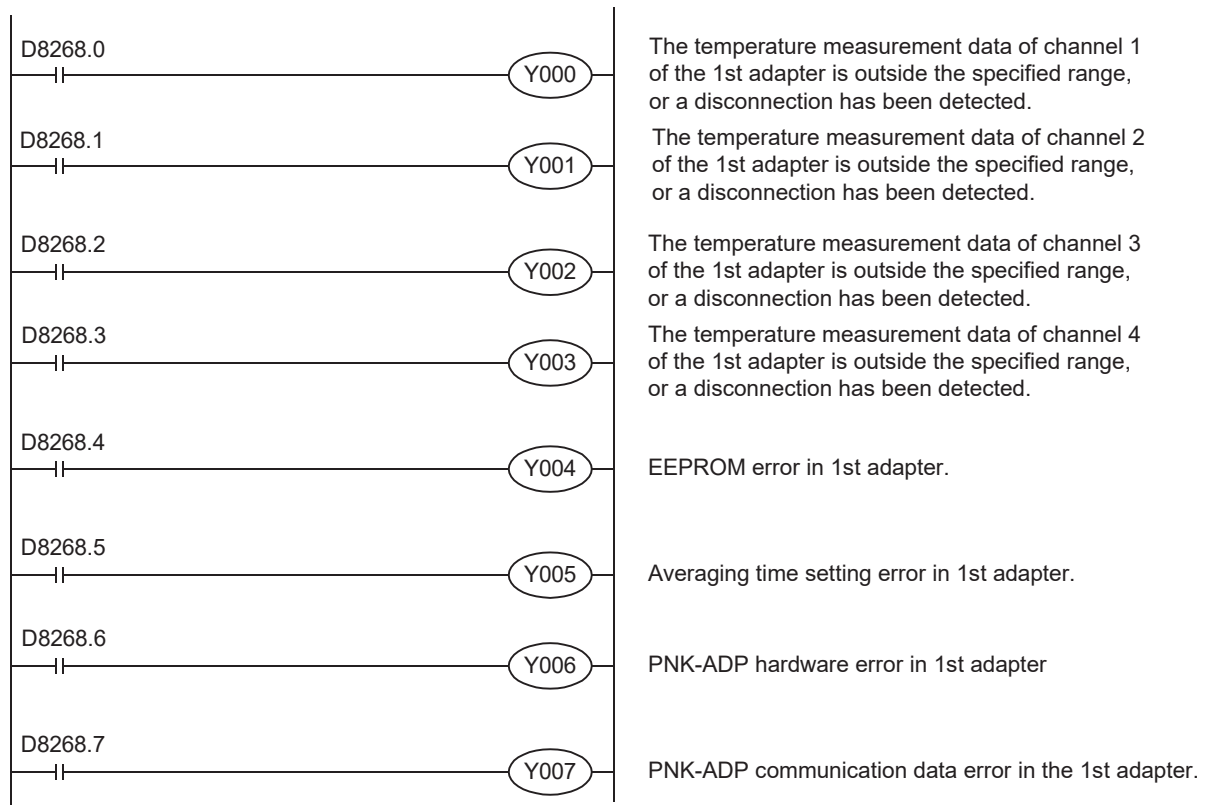 D8268.0
Y000
The temperature measurement data of channel 1
of the 1st adapter is outside the specified range,
or a disconnection has been detected.
D8268.1
Y001
The temperature measurement data of channel 2
of the 1st adapter is outside the specified range,
or a disconnection has been detected.
D8268.2
Y002
The temperature measurement data of channel 3
of the 1st adapter is outside the specified range,
or a disconnection has been detected.
D8268.3
Y003
The temperature measurement data of channel 4
of the 1st adapter is outside the specified range,
or a disconnection has been detected.
D8268.4
Y004
EEPROM error in 1st adapter.
D8268.5
Y005
Averaging time setting error in 1st adapter.
D8268.6
Y006
PNK-ADP hardware error in 1st adapter
D8268.7
Y007
PNK-ADP communication data error in the 1st adapter.